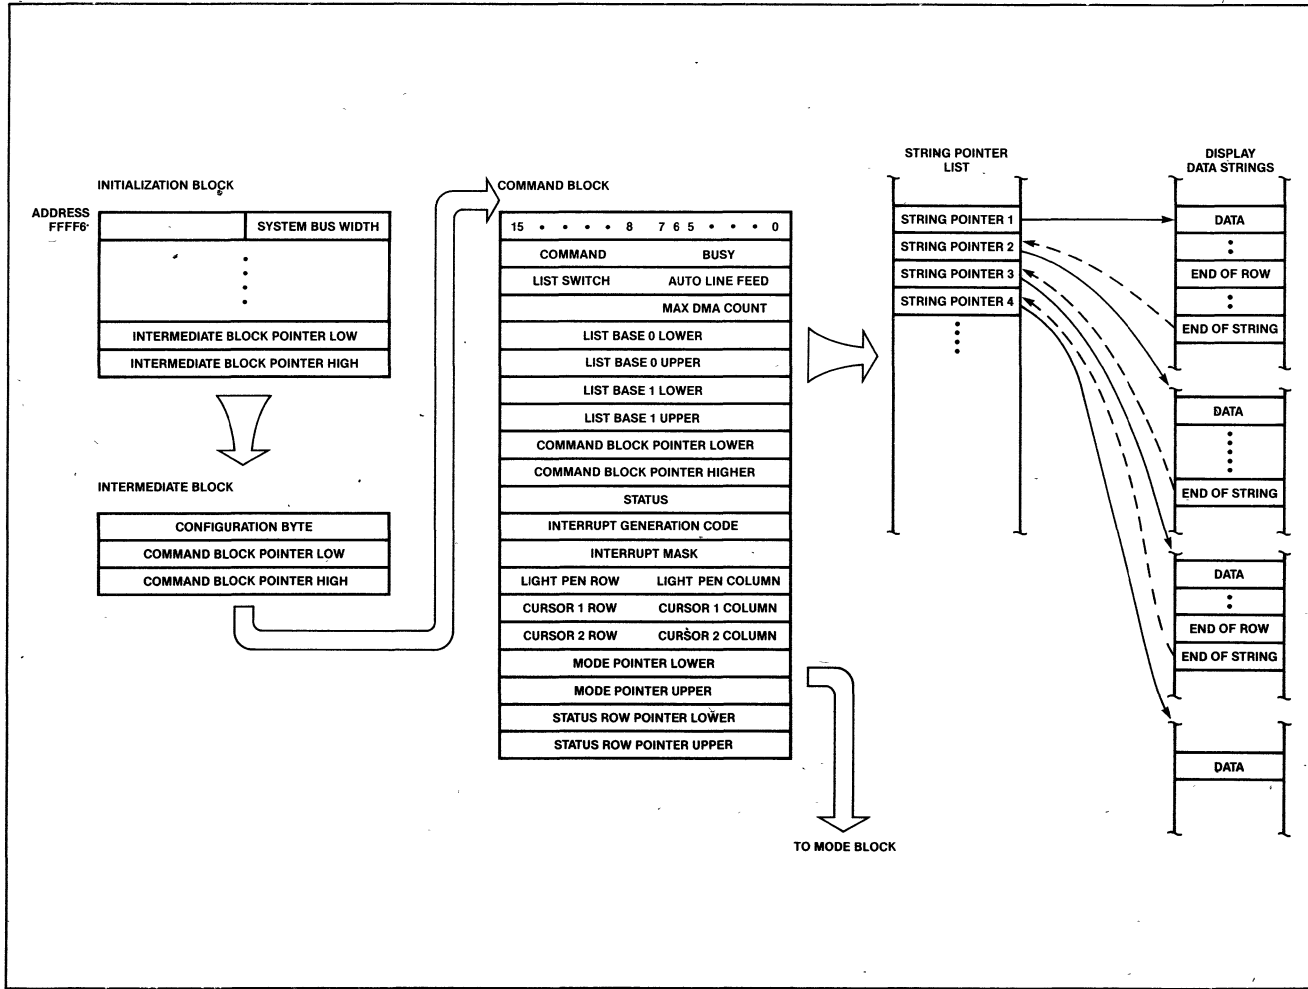 INITIALIZATION BLOCK
ADDRESS
FFFF6
SYSTEM BUS WIDTH
INTERMEDIATE BLOCK POINTER LOW
INTERMEDIATE BLOCK POINTER HIGH
INTERMEDIATE BLOCK
CONFIGURATION BYTE
COMMAND BLOCK POINTER LOW
COMMAND BLOCK POINTER HIGH
COMMAND BLOCK
15 • • • • 8 7 6 5 • • • 0
COMMAND BUSY
LIST SWITCH AUTO LINE FEED
MAX DMA COUNT
LIST BASE 0 LOWER
LIST BASE 0 UPPER
LIST BASE 1 LOWER
LIST BASE 1 UPPER
COMMAND BLOCK POINTER LOWER
COMMAND BLOCK POINTER HIGHER
STATUS
INTERRUPT GENERATION CODE
INTERRUPT MASK
LIGHT PEN ROW LIGHT PEN COLUMN
CURSOR 1 ROW CURSOR 1 COLUMN
CURSOR 2 ROW CURSOR 2 COLUMN
MODE POINTER LOWER
MODE POINTER UPPER
STATUS ROW POINTER LOWER
STATUS ROW POINTER UPPER
TO MODE BLOCK
STRING POINTER
LIST
STRING POINTER 1
STRING POINTER 2
STRING POINTER 3
STRING POINTER 4
DISPLAY
DATA STRINGS
DATA
END OF ROW
END OF STRING
DATA
END OF STRING
DATA
END OF ROW
END OF STRING
DATA